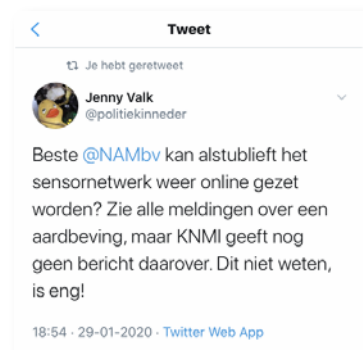 Tweet
Je hebt geretweet
Jenny Valk
@politiekinneder
Beste @NAMbv kan alstublieft het
sensornetwerk weer online gezet
worden? Zie alle meldingen over een
aardbeving, maar KNMI geeft nog
geen bericht daarover. Dit niet weten,
is eng!
18:54 · 29-01-2020 · Twitter Web App